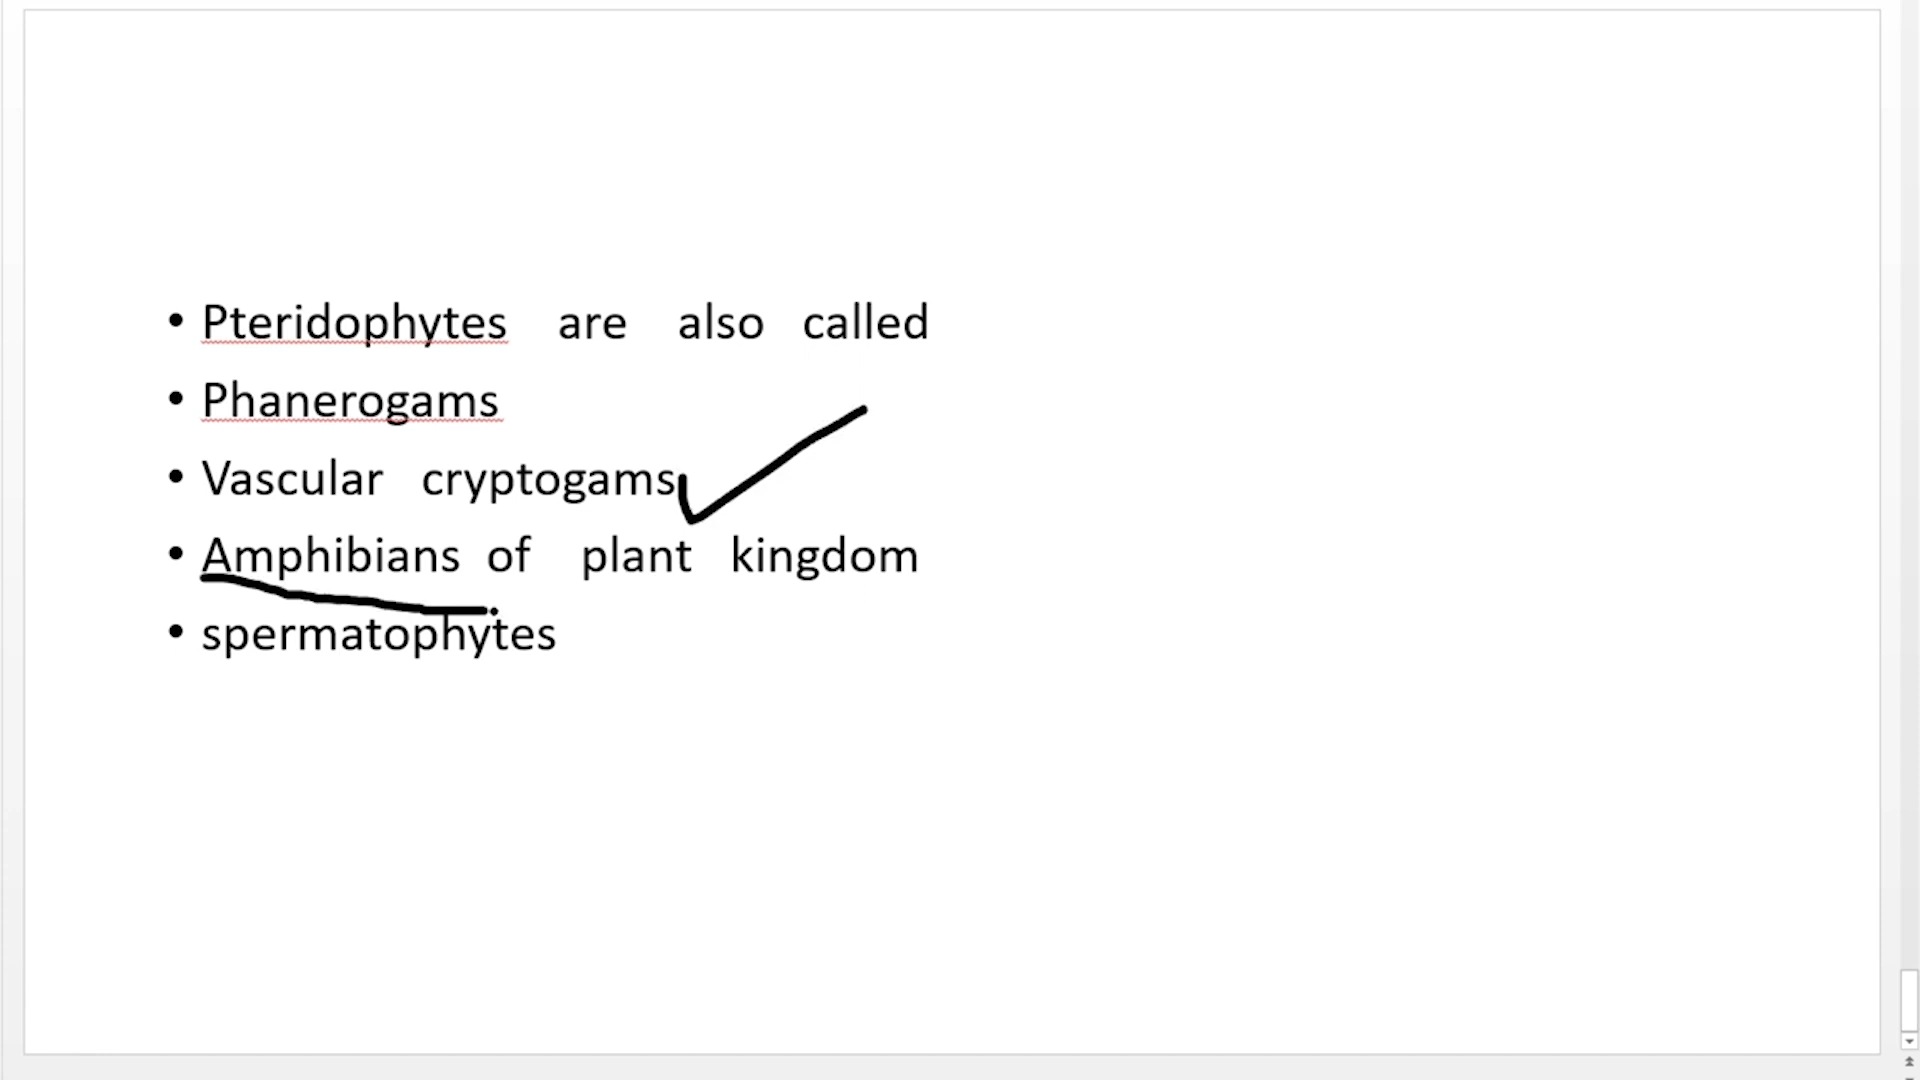 • Pteridophytes are also called
• Phanerogams
• Vascular cryptogams
• Amphibians of plant kingdom
• spermatophytes